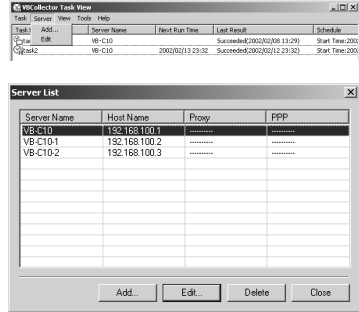 VBCollector Task View
Task Server View Tools Help
Task Add... Server Name Next Run Time Last Result Schedule
Edit VB-C10 Succeeded(2002/02/08 13:29) Start Time:200
task2 VB-C10 2002/02/13 23:32 Succeeded(2002/02/12 23:32) Start Time:200
Server List
Server Name Host Name Proxy PPP
VB-C10 192.168.100.1 ---------- ----------
VB-C10-1 192.168.100.2 ---------- ----------
VB-C10-2 192.168.100.3 ---------- ----------
Add... Edit... Delete Close